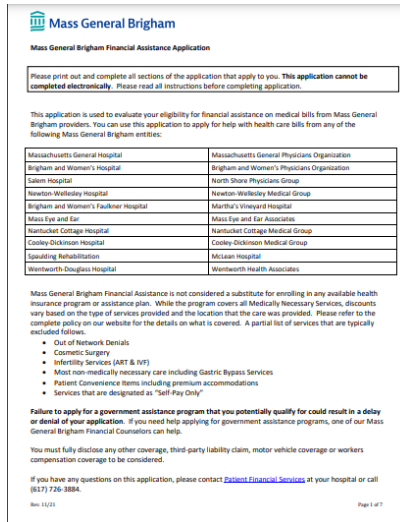 Mass General Brigham
Mass General Brigham Financial Assistance Application
Please print out and complete all sections of the application that apply to you. This application cannot be
completed electronically. Please read all instructions before completing application.
This application is used to evaluate your eligibility for financial assistance on medical bills from Mass General
Brigham providers. You can use this application to apply for help with health care bills from any of the
following Mass General Brigham entities:
Massachusetts General Hospital Massachusetts General Physicians Organization
Brigham and Women's Hospital Brigham and Women's Physicians Organization
Salem Hospital North Shore Physicians Group
Newton-Wellesley Hospital Newton-Wellesley Medical Group
Brigham and Women's Faulkner Hospital Martha's Vineyard Hospital
Mass Eye and Ear Mass Eye and Ear Associates
Nantucket Cottage Hospital Nantucket Cottage Medical Group
Cooley-Dickinson Hospital Cooley-Dickinson Medical Group
Spaulding Rehabilitation McLean Hospital
Wentworth-Douglass Hospital Wentworth Health Associates
Mass General Brigham Financial Assistance is not considered a substitute for enrolling in any available health
insurance program or assistance plan. While the program covers all Medically Necessary Services, discounts
vary based on the type of services provided and the location that the care was provided. Please refer to the
complete policy on our website for the details on what is covered. A partial list of services that are typically
excluded follows.
• Out of Network Denials
• Cosmetic Surgery
• Infertility Services (ART & IVF)
• Most non-medically necessary care including Gastric Bypass Services
• Patient Convenience Items including premium accommodations
• Services that are designated as "Self-Pay Only"
Failure to apply for a government assistance program that you potentially qualify for could result in a delay
or denial of your application. If you need help applying for government assistance programs, one of our Mass
General Brigham Financial Counselors can help.
You must fully disclose any other coverage, third-party liability claim, motor vehicle coverage or workers
compensation coverage to be considered.
If you have any questions on this application, please contact Patient Financial Services at your hospital or call
(617) 726-3884.
Rev. 11/21 Page 1 of 7